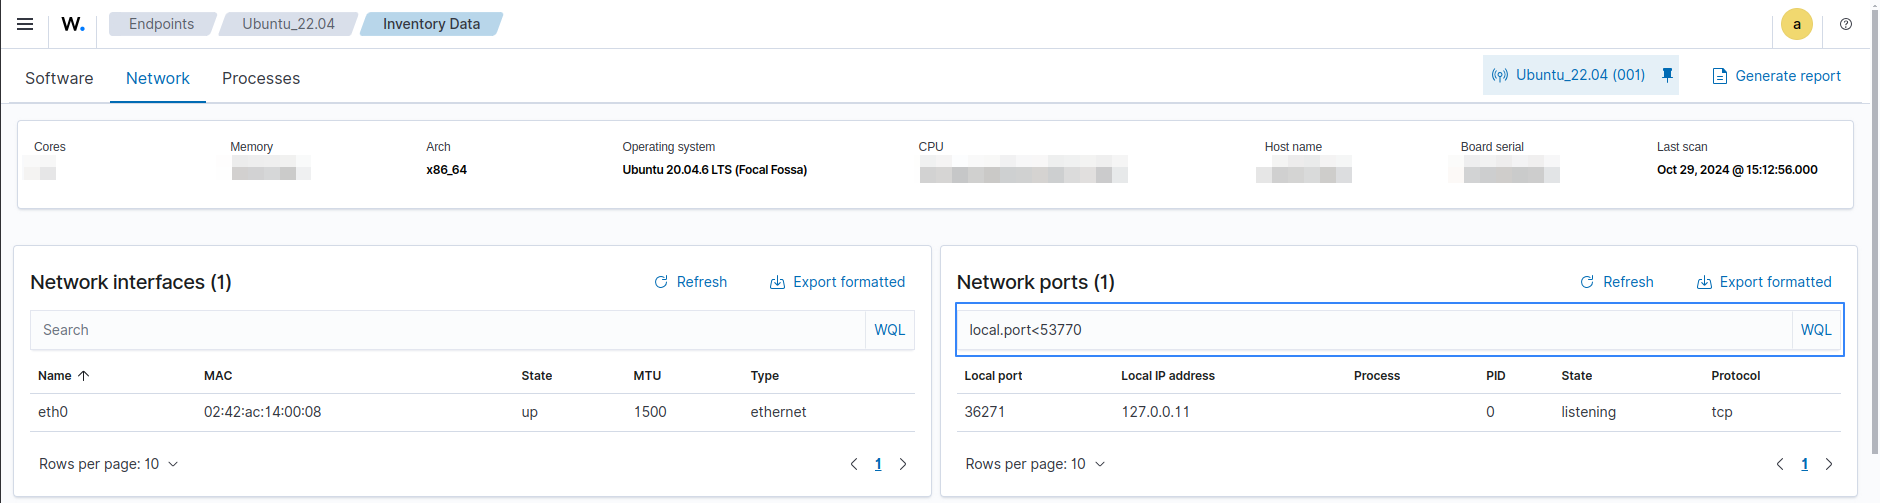 W. Endpoints Ubuntu_22.04 Inventory Data a
Software Network Processes Ubuntu_22.04 (001) Generate report
Cores Memory Arch Operating system CPU Host name Board serial Last scan
x86_64 Ubuntu 20.04.6 LTS (Focal Fossa) Oct 29, 2024 @ 15:12:56.000
Network interfaces (1) Refresh Export formatted
Search WQL
Name MAC State MTU Type
eth0 02:42:ac:14:00:08 up 1500 ethernet
Rows per page: 10 1
Network ports (1) Refresh Export formatted
local.port<53770 WQL
Local port Local IP address Process PID State Protocol
36271 127.0.0.11 0 listening tcp
Rows per page: 10 1